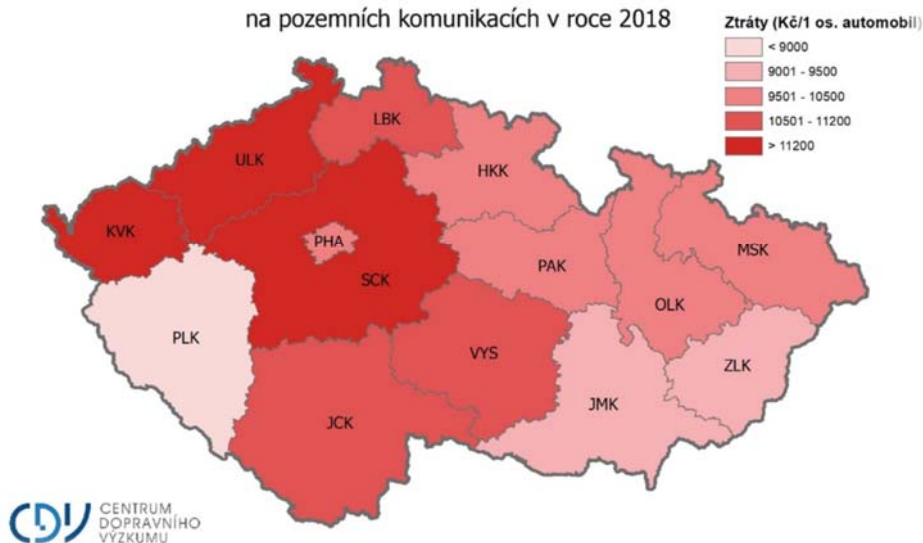 na pozemních komunikacích v roce 2018
Ztráty (Kč/1 os. automobil)
< 9000
9001 - 9500
9501 - 10500
10501 - 11200
> 11200
LBK
ULK
HKK
KVK
PHA
MSK
PAK
SCK
OLK
PLK
VYS
ZLK
JMK
JCK
CDV
CENTRUM
DOPRAVNÍHO
VÝZKUMU